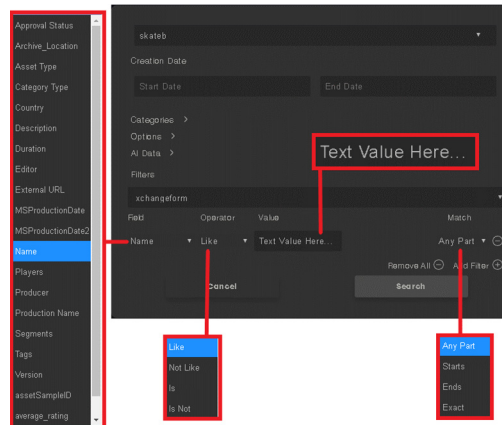 Approval Status
Archive_Location
Asset Type
Category Type
Country
Description
Duration
Editor
External URL
MSProductionDate
MSProductionDate2
Name
Players
Producer
Production Name
Segments
Tags
Version
assetSampleID
average_rating
skateb
Creation Date
Start Date End Date
Categories >
Options >
AI Data >
Text Value Here...
Filters
xchangeform
Field Operator Value Match
Name Like Text Value Here... Any Part
Remove All Add Filter
Cancel Search
Like
Not Like
Is
Is Not
Any Part
Starts
Ends
Exact